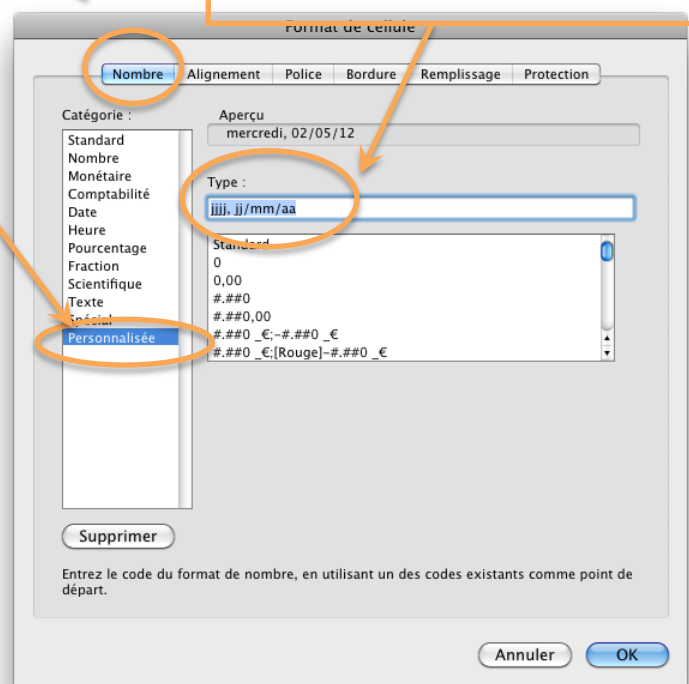 Format de cellule
Nombre Alignement Police Bordure Remplissage Protection
Catégorie :
Standard
Nombre
Monétaire
Comptabilité
Date
Heure
Pourcentage
Fraction
Scientifique
Texte
Spécial
Personnalisée
Aperçu
mercredi, 02/05/12
Type :
jjjj, jj/mm/aa
Standard
0
0,00
#.##0
#.##0,00
#.##0 _€;-#.##0 _€
#.##0 _€;[Rouge]-#.##0 _€
Supprimer
Entrez le code du format de nombre, en utilisant un des codes existants comme point de
départ.
Annuler OK